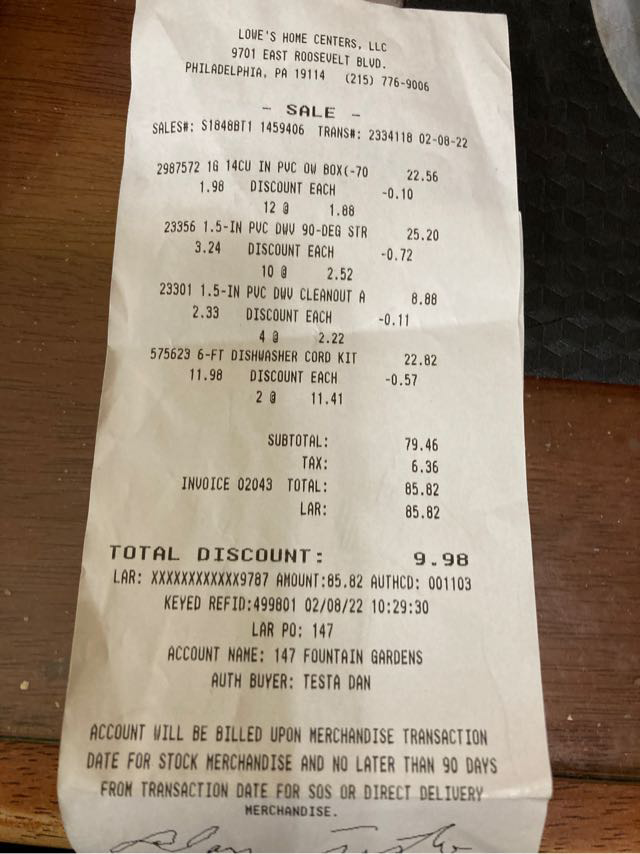 LOWE'S HOME CENTERS, LLC
9701 EAST ROOSEVELT BLVD.
PHILADELPHIA, PA 19114 (215) 776-9006
- SALE -
SALES#: S1848BT1 1459406 TRANS#: 2334118 02-08-22
2987572 1G 14CU IN PVC OW BOX(-70 22.56
1.98 DISCOUNT EACH -0.10
12 @ 1.88
23356 1.5-IN PVC DWV 90-DEG STR 25.20
3.24 DISCOUNT EACH -0.72
10 @ 2.52
23301 1.5-IN PVC DWV CLEANOUT A 8.88
2.33 DISCOUNT EACH -0.11
4 @ 2.22
575623 6-FT DISHWASHER CORD KIT 22.82
11.98 DISCOUNT EACH -0.57
2 @ 11.41
SUBTOTAL: 79.46
TAX: 6.36
INVOICE 02043 TOTAL: 85.82
LAR: 85.82
TOTAL DISCOUNT: 9.98
LAR: XXXXXXXXXXXX9787 AMOUNT:85.82 AUTHCD: 001103
KEYED REFID:499801 02/08/22 10:29:30
LAR PO: 147
ACCOUNT NAME: 147 FOUNTAIN GARDENS
AUTH BUYER: TESTA DAN
ACCOUNT WILL BE BILLED UPON MERCHANDISE TRANSACTION
DATE FOR STOCK MERCHANDISE AND NO LATER THAN 90 DAYS
FROM TRANSACTION DATE FOR SOS OR DIRECT DELIVERY
MERCHANDISE.